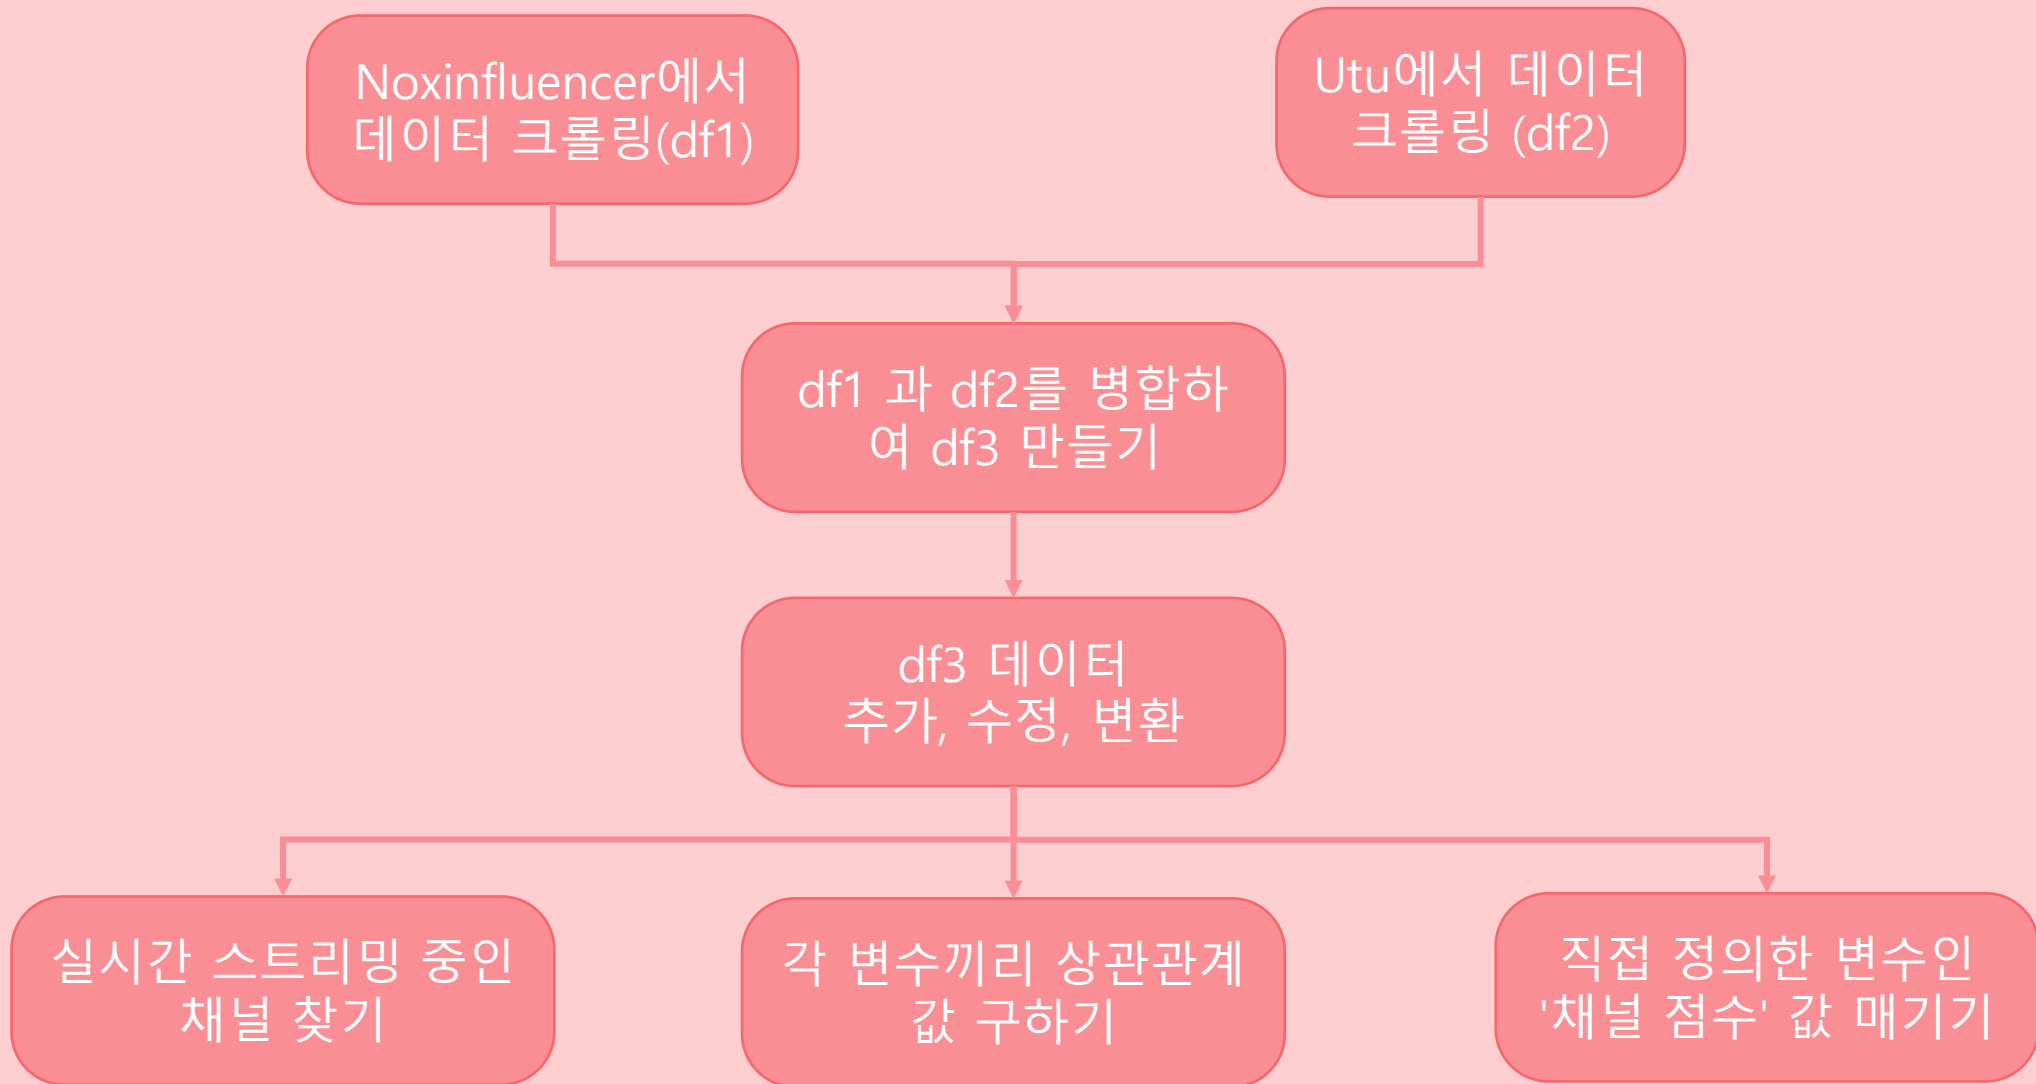 Noxinfluencer에서
데이터 크롤링(df1)
Utu에서 데이터
크롤링 (df2)
df1 과 df2를 병합하
여 df3 만들기
df3 데이터
추가, 수정, 변환
실시간 스트리밍 중인
채널 찾기
각 변수끼리 상관관계
값 구하기
직접 정의한 변수인
'채널 점수' 값 매기기